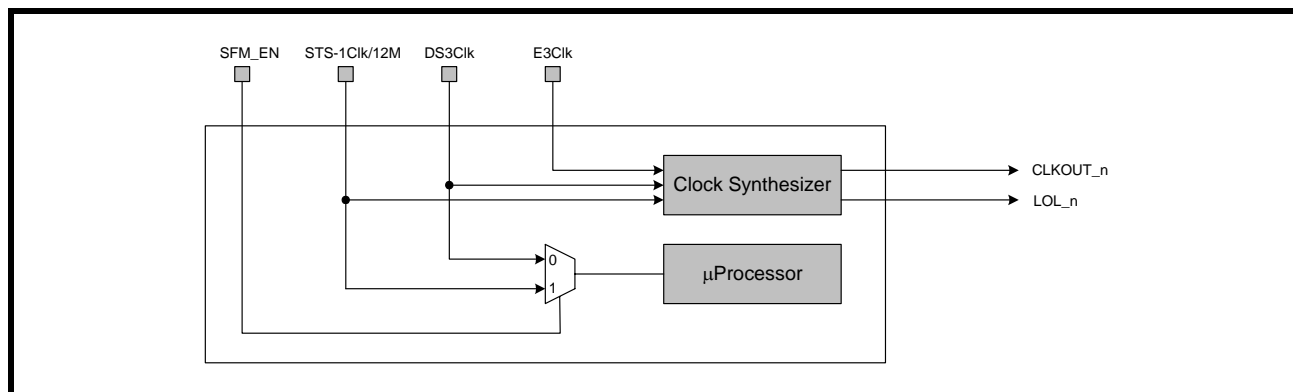 SFM_EN STS-1Clk/12M DS3Clk E3Clk
Clock Synthesizer
CLKOUT_n
LOL_n
0
1
μProcessor